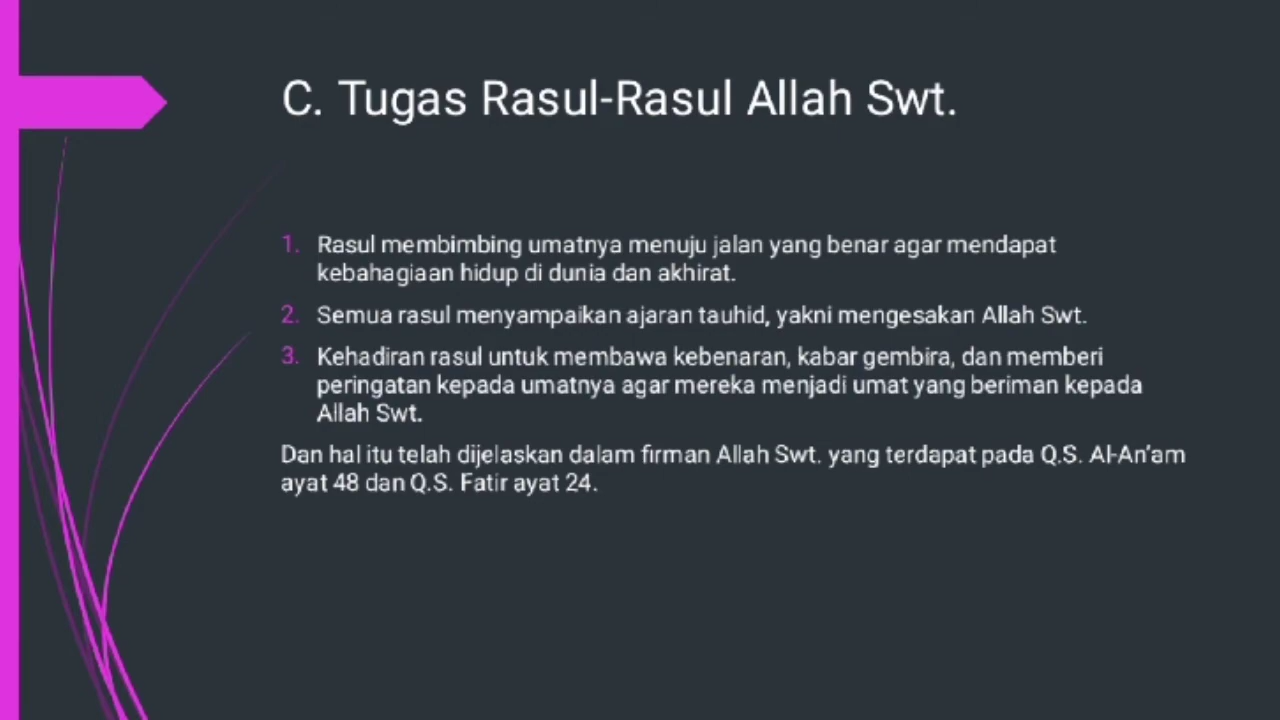 C. Tugas Rasul-Rasul Allah Swt.
1. Rasul membimbing umatnya menuju jalan yang benar agar mendapat
kebahagiaan hidup di dunia dan akhirat.
2. Semua rasul menyampaikan ajaran tauhid, yakni mengesakan Allah Swt.
3. Kehadiran rasul untuk membawa kebenaran, kabar gembira, dan memberi
peringatan kepada umatnya agar mereka menjadi umat yang beriman kepada
Allah Swt.
Dan hal itu telah dijelaskan dalam firman Allah Swt. yang terdapat pada Q.S. Al-An'am
ayat 48 dan Q.S. Fatir ayat 24.